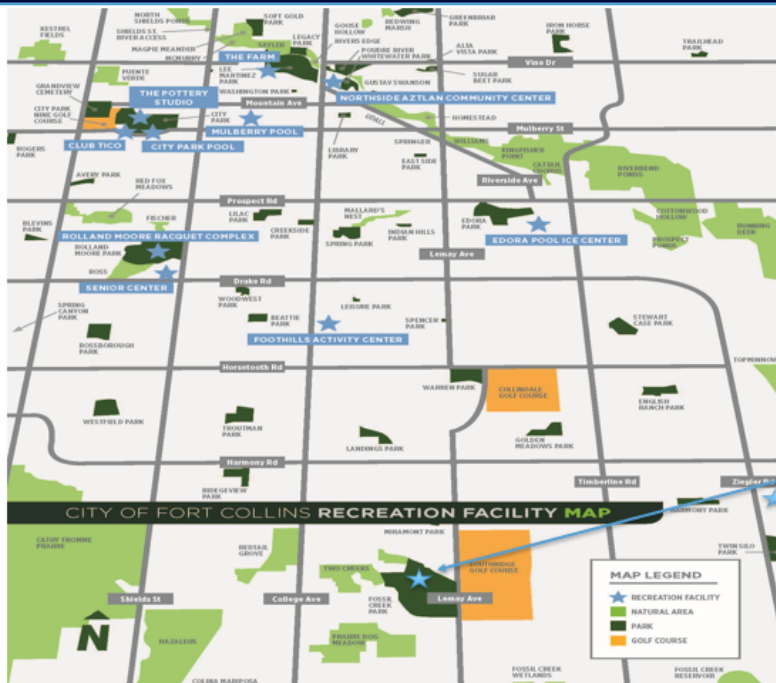 NORTH
SHIELDS PONDS
SOFT GOLD
PARK
GOOSE
HOLLOW
REDWING
MARSH
GREENBRIAR
PARK
IRON HORSE
PARK
TRAILHEAD
PARK
KESTREL
FIELDS
SHIELDS ST.
RIVER ACCESS
MAGPIE MEANDER
MCMURRY
SALYER
LEGACY
PARK
RIVERS EDGE
POUDRE RIVER
WHITEWATER PARK
ALTA
VISTA PARK
THE FARM
LEE
MARTINEZ
PARK
Vine Dr
PUENTE
VERDE
GUSTAV SWANSON
SUGAR
BEET PARK
GRANDVIEW
CEMETERY
THE POTTERY
STUDIO
WASHINGTON PARK
Mountain Ave
NORTHSIDE AZTLAN COMMUNITY CENTER
CITY PARK
NINE GOLF
COURSE
CITY
PARK
MULBERRY POOL
UDALL
HOMESTEAD
Mulberry St
ROGERS
PARK
CLUB TICO
CITY PARK POOL
LIBRARY
PARK
SPRINGER
WILLIAMS
KINGFISHER
POINT
CATTAIL
CHORUS
EAST SIDE
PARK
RIVERBEND
PONDS
AVERY PARK
RED FOX
MEADOWS
Riverside Ave
Prospect Rd
BLEVINS
PARK
FISCHER
LILAC
PARK
CREEKSIDE
PARK
MALLARD'S
NEST
SPRING PARK
INDIAN HILLS
PARK
EDORA
PARK
COTTONWOOD
HOLLOW
RUNNING
DEER
PROSPECT
PONDS
ROLLAND MOORE RACQUET COMPLEX
EDORA POOL ICE CENTER
ROLLAND
MOORE PARK
Lemay Ave
ROSS
SENIOR CENTER
Drake Rd
SPRING
CANYON
PARK
WOODWEST
PARK
LEISURE PARK
BEATTIE
PARK
SPENCER
PARK
STEWART
CASE PARK
ROSSBOROUGH
PARK
FOOTHILLS ACTIVITY CENTER
TOPMINNOW
Horsetooth Rd
WARREN PARK
COLLINDALE
GOLF COURSE
ENGLISH
RANCH PARK
WESTFIELD PARK
TROUTMAN
PARK
LANDINGS PARK
GOLDEN
MEADOWS PARK
Harmony Rd
RIDGEVIEW
PARK
Timberline Rd
Ziegler Rd
CITY OF FORT COLLINS RECREATION FACILITY MAP
HARMONY PARK
MIRAMONT PARK
CATHY FROMME
PRAIRIE
REDTAIL
GROVE
TWO CREEKS
SOUTHRIDGE
GOLF COURSE
TWIN SILO
PARK
FOSSIL
CREEK
PARK
Shields St
College Ave
Lemay Ave
MAP LEGEND
RECREATION FACILITY
NATURAL AREA
PARK
GOLF COURSE
N
HAZALEUS
PRAIRIE DOG
MEADOW
COLINA MARIPOSA
FOSSIL CREEK
WETLANDS
FOSSIL CREEK
RESERVOIR